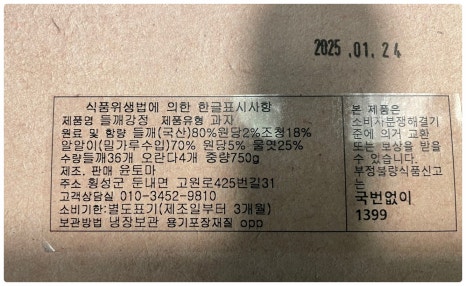 2025.01.24
식품위생법에 의한 한글표시사항
제품명 들깨강정 제품유형 과자
원료 및 함량 들깨(국산)80%원당2%조청18%
알알이(밀가루수입)70% 원당5% 물엿25%
수량들깨36개 오란다4개 중량750g
제조, 판매 윤토마
주소 횡성군 둔내면 고원로425번길31
고객상담실 010-3452-9810
소비기한:별도표기(제조일부터 3개월)
보관방법 냉장보관 용기포장재질 opp
본 제품은
소비자분쟁해결기
준에 의거 교환
또는 보상을 받을
수 있습니다.
부정불량식품신고
는
국번없이
1399